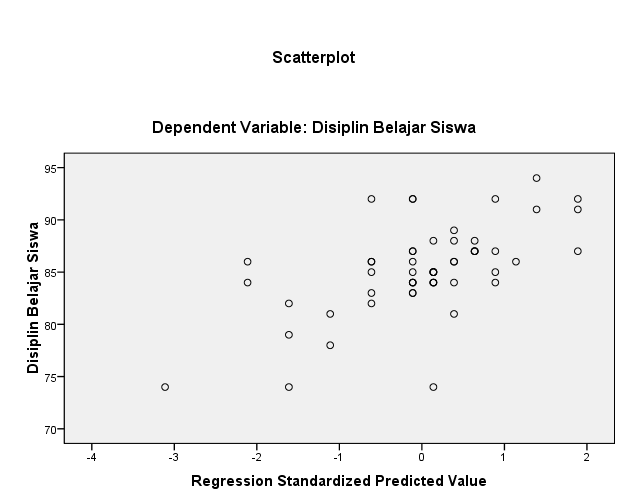 Scatterplot
Dependent Variable: Disiplin Belajar Siswa
Disiplin Belajar Siswa
95
90
85
80
75
70
-4 -3 -2 -1 0 1 2
Regression Standardized Predicted Value